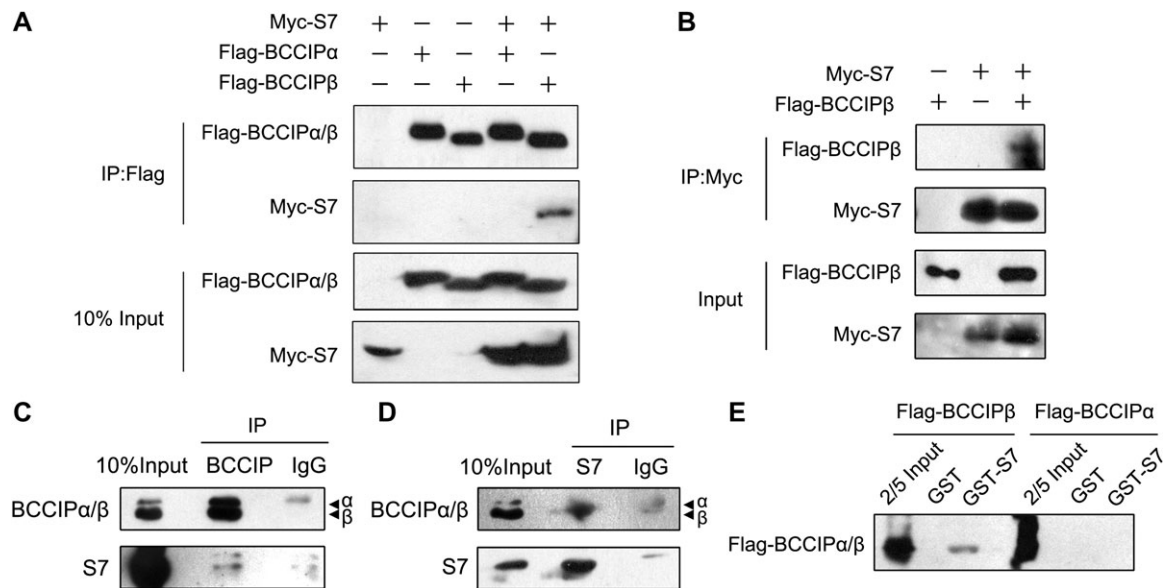 A
Myc-S7 + − − + +
Flag-BCCIPα − + − + −
Flag-BCCIPβ − − + − +
IP:Flag
Flag-BCCIPα/β
Myc-S7
10% Input
Flag-BCCIPα/β
Myc-S7
B
Myc-S7 − + +
Flag-BCCIPβ + − +
IP:Myc
Flag-BCCIPβ
Myc-S7
Input
Flag-BCCIPβ
Myc-S7
C
IP
10%Input BCCIP IgG
BCCIPα/β
α
β
S7
D
IP
10%Input S7 IgG
BCCIPα/β
α
β
S7
E
Flag-BCCIPβ Flag-BCCIPα
2/5 Input GST GST-S7 2/5 Input GST GST-S7
Flag-BCCIPα/β